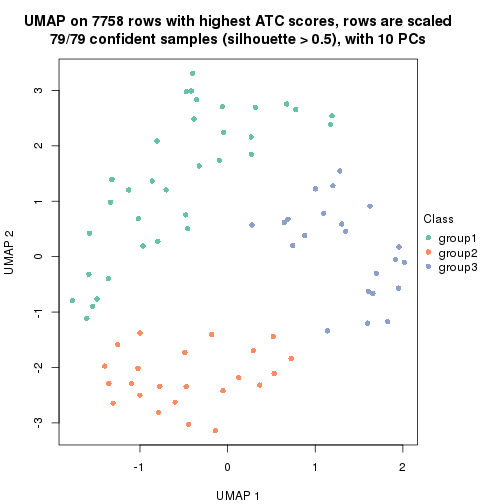 UMAP on 7758 rows with highest ATC scores, rows are scaled
79/79 confident samples (silhouette > 0.5), with 10 PCs
3
2
1
0
-1
-2
-3
UMAP 2
-1
0
1
2
UMAP 1
Class
group1
group2
group3